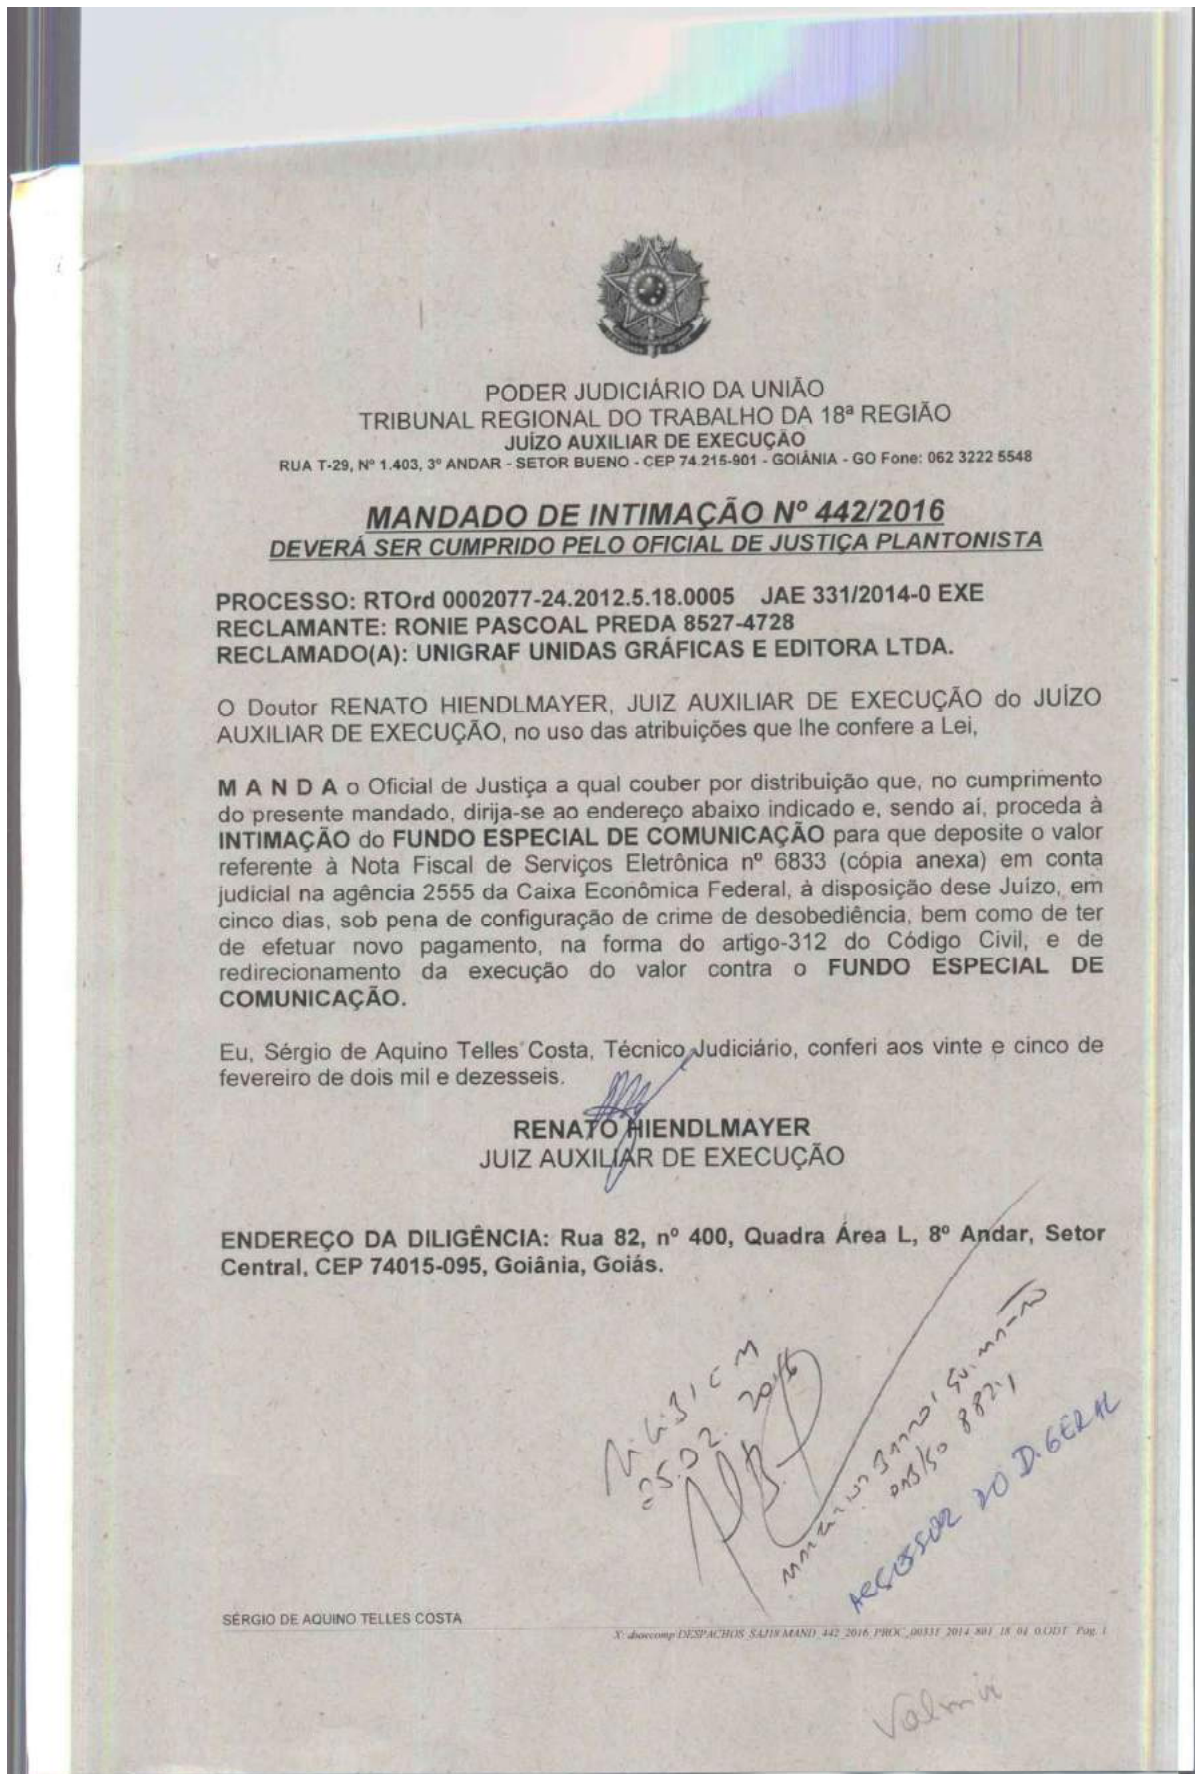 PODER JUDICIÁRIO DA UNIÃO
TRIBUNAL REGIONAL DO TRABALHO DA 18ª REGIÃO
JUÍZO AUXILIAR DE EXECUÇÃO
RUA T-29, Nº 1.403, 3º ANDAR - SETOR BUENO - CEP 74.215-901 - GOIÂNIA - GO Fone: 062 3222 5548
MANDADO DE INTIMAÇÃO Nº 442/2016
DEVERÁ SER CUMPRIDO PELO OFICIAL DE JUSTIÇA PLANTONISTA
PROCESSO: RTOrd 0002077-24.2012.5.18.0005 JAE 331/2014-0 EXE
RECLAMANTE: RONIE PASCOAL PREDA 8527-4728
RECLAMADO(A): UNIGRAF UNIDAS GRÁFICAS E EDITORA LTDA.
O Doutor RENATO HIENDLMAYER, JUIZ AUXILIAR DE EXECUÇÃO do JUÍZO
AUXILIAR DE EXECUÇÃO, no uso das atribuições que lhe confere a Lei,
M A N D A o Oficial de Justiça a qual couber por distribuição que, no cumprimento
do presente mandado, dirija-se ao endereço abaixo indicado e, sendo aí, proceda à
INTIMAÇÃO do FUNDO ESPECIAL DE COMUNICAÇÃO para que deposite o valor
referente à Nota Fiscal de Serviços Eletrônica nº 6833 (cópia anexa) em conta
judicial na agência 2555 da Caixa Econômica Federal, à disposição dese Juízo, em
cinco dias, sob pena de configuração de crime de desobediência, bem como de ter
de efetuar novo pagamento, na forma do artigo-312 do Código Civil, e de
redirecionamento da execução do valor contra o FUNDO ESPECIAL DE
COMUNICAÇÃO.
Eu, Sérgio de Aquino Telles Costa, Técnico Judiciário, conferi aos vinte e cinco de
fevereiro de dois mil e dezesseis.
RENATO HIENDLMAYER
JUIZ AUXILIAR DE EXECUÇÃO
ENDEREÇO DA DILIGÊNCIA: Rua 82, nº 400, Quadra Área L, 8º Andar, Setor
Central, CEP 74015-095, Goiânia, Goiás.
25.02.2016
ASSESSOR DO D. GERAL
SÉRGIO DE AQUINO TELLES COSTA
MAND_442_2016_PROC_00331_2014_801_18_01_0.ODT Pag. 1